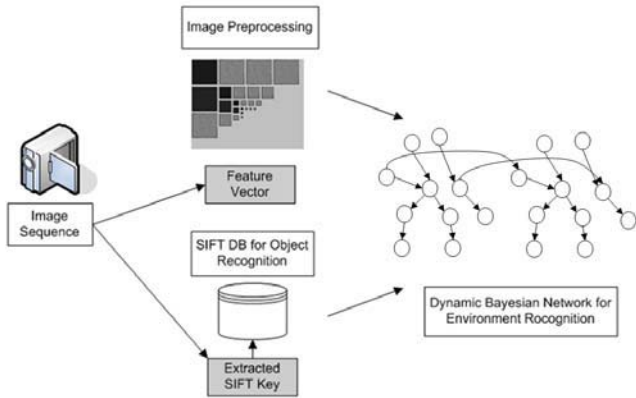 Image Preprocessing
Feature
Vector
Image
Sequence
SIFT DB for Object
Recognition
Extracted
SIFT Key
Dynamic Bayesian Network for
Environment Rocognition